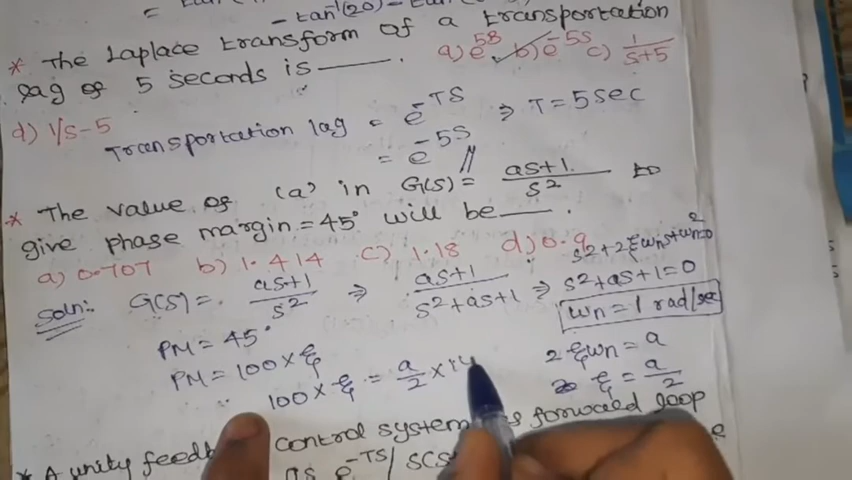 = tan
- tan⁻¹(20) - tan
* The Laplace transform of a transportation
lag of 5 seconds is ____. a) e^5s b) e^-5s c) 1/(s+5)
d) 1/s-5
Transportation lag = e^-TS ⇒ T = 5 sec
= e^-5s //
* The value of 'a' in G(s) = (as+1)/s² to
give phase margin = 45° will be ____.
a) 0.707 b) 1.414 c) 1.18 d) 0.9
s²+2ξωns+ωn²=0
Soln: G(s) = (as+1)/s² ⇒ (as+1)/(s²+as+1) ⇒ s²+as+1=0
ωn = 1 rad/sec
PM = 45°
PM = 100×ξ
2ξωn = a
100×ξ = a/2 ×
ξ = a/2
* A unity feedback control system forward loop
as e^-TS/